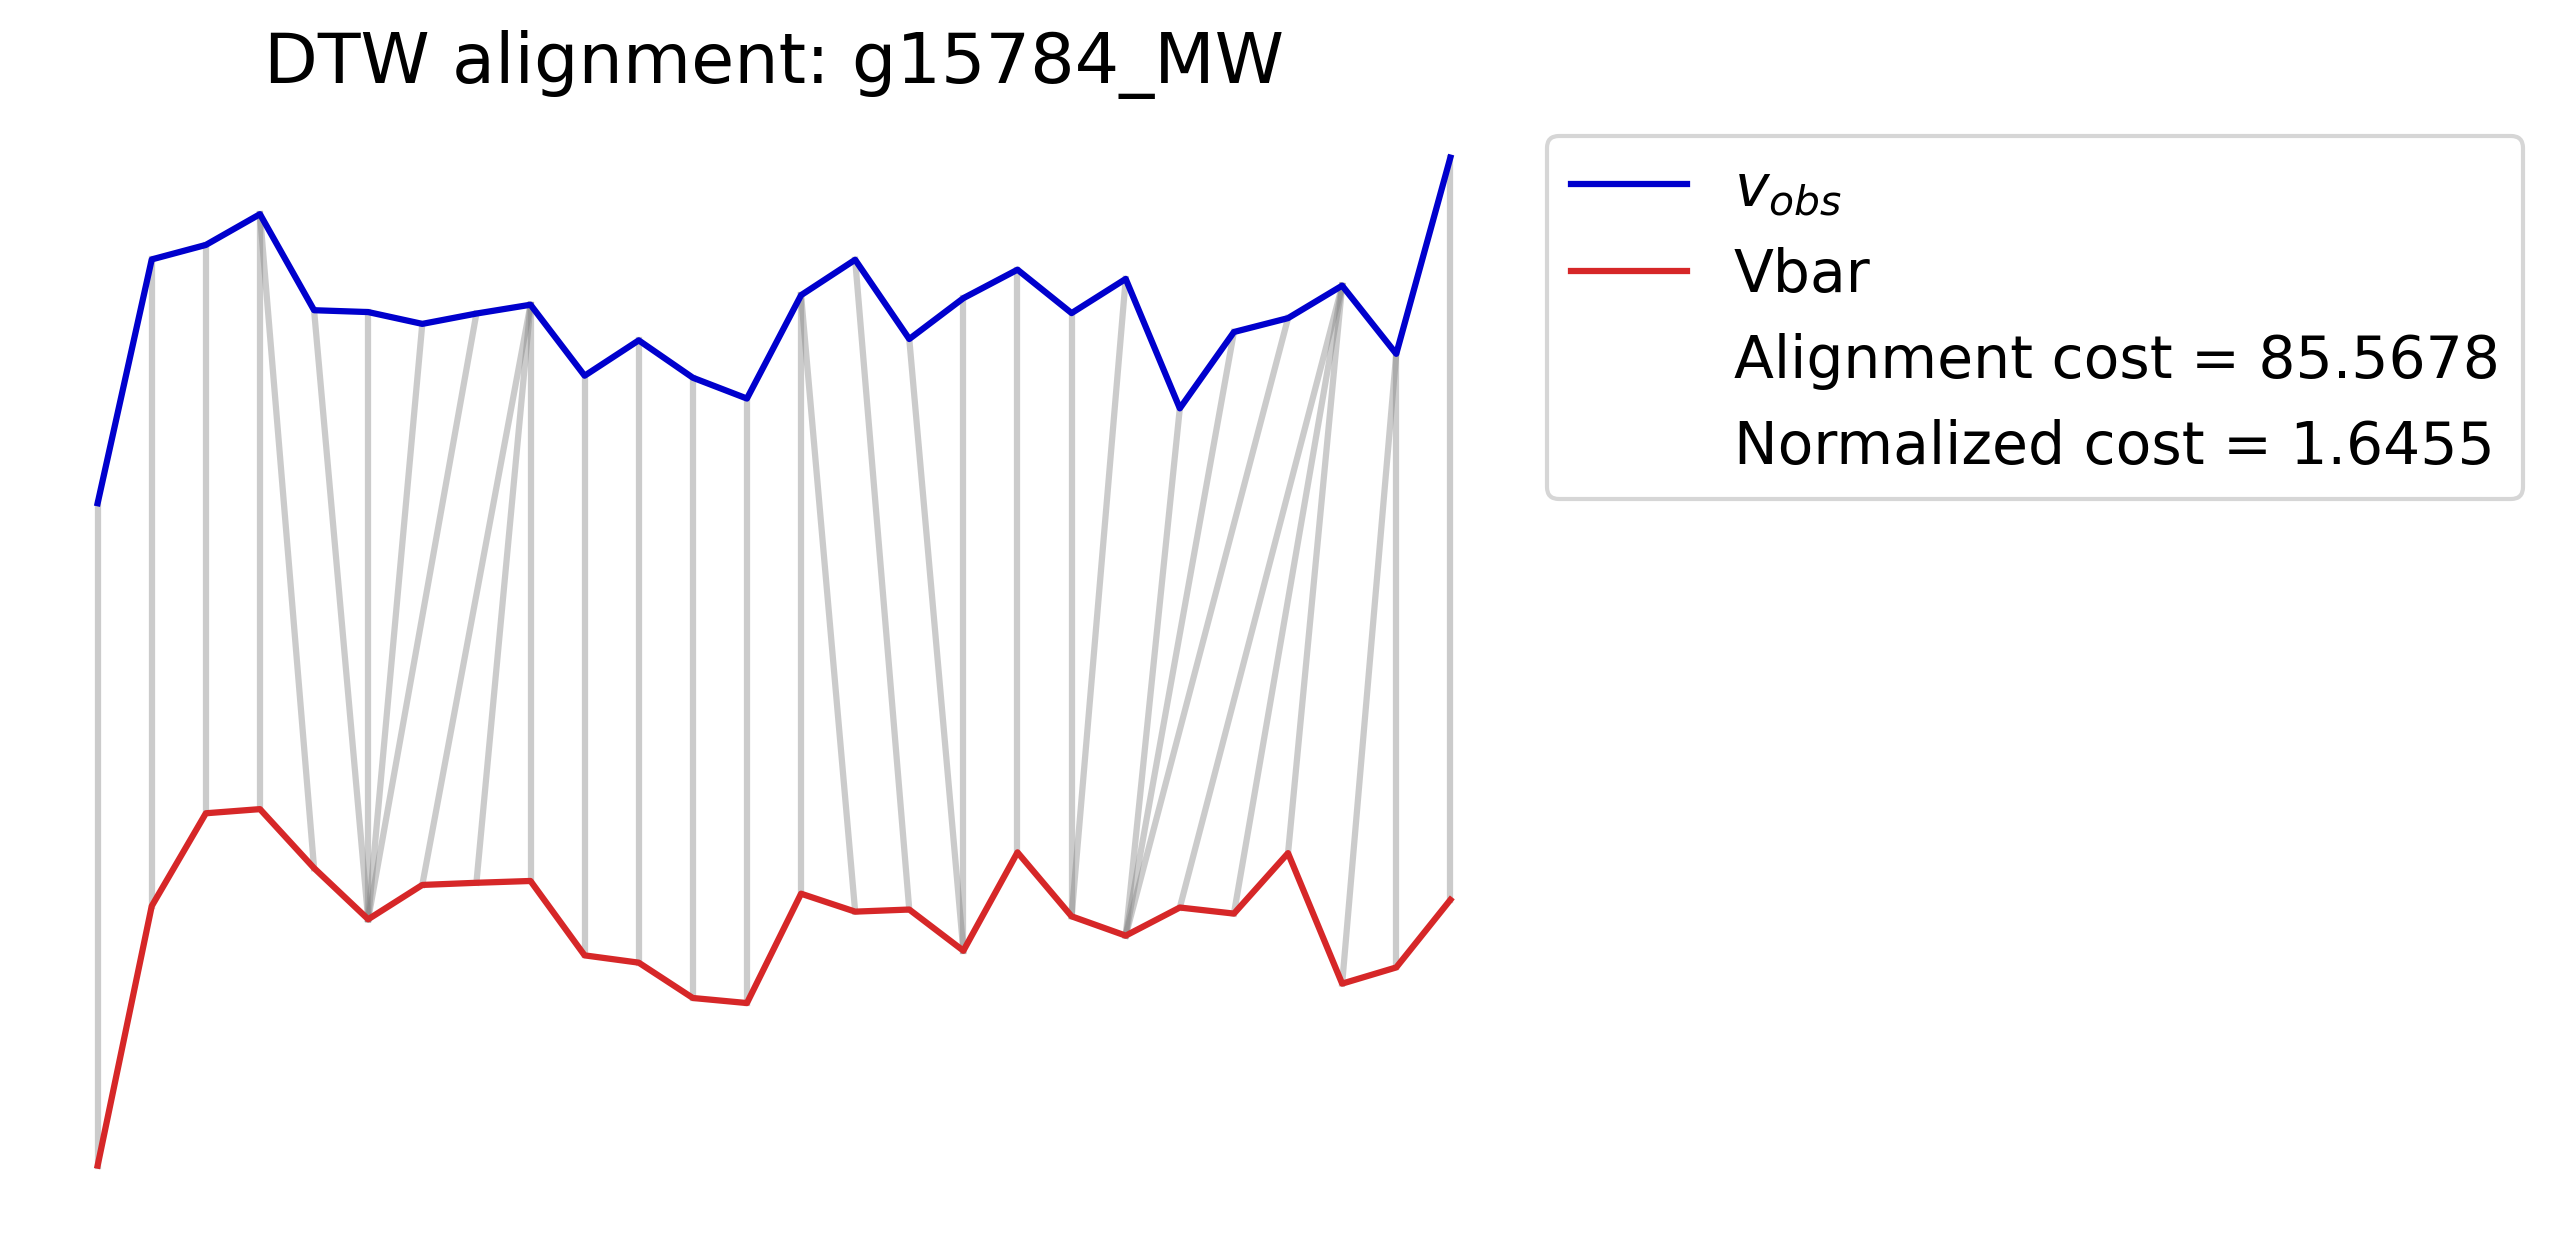 DTW alignment: g15784_MW
v_obs
Vbar
Alignment cost = 85.5678
Normalized cost = 1.6455